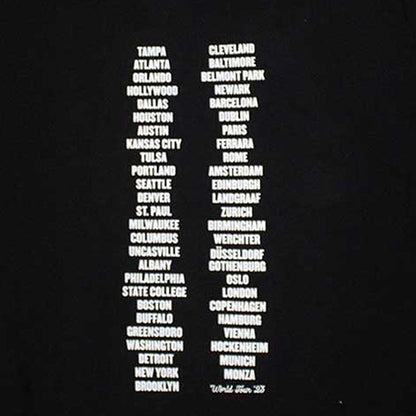 TAMPA
ATLANTA
ORLANDO
HOLLYWOOD
DALLAS
HOUSTON
AUSTIN
KANSAS CITY
TULSA
PORTLAND
SEATTLE
DENVER
ST. PAUL
MILWAUKEE
COLUMBUS
UNCASVILLE
ALBANY
PHILADELPHIA
STATE COLLEGE
BOSTON
BUFFALO
GREENSBORO
WASHINGTON
DETROIT
NEW YORK
BROOKLYN
CLEVELAND
BALTIMORE
BELMONT PARK
NEWARK
BARCELONA
DUBLIN
PARIS
FERRARA
ROME
AMSTERDAM
EDINBURGH
LANDGRAAF
ZURICH
BIRMINGHAM
WERCHTER
DÜSSELDORF
GOTHENBURG
OSLO
LONDON
COPENHAGEN
HAMBURG
VIENNA
HOCKENHEIM
MUNICH
MONZA
World Tour '23